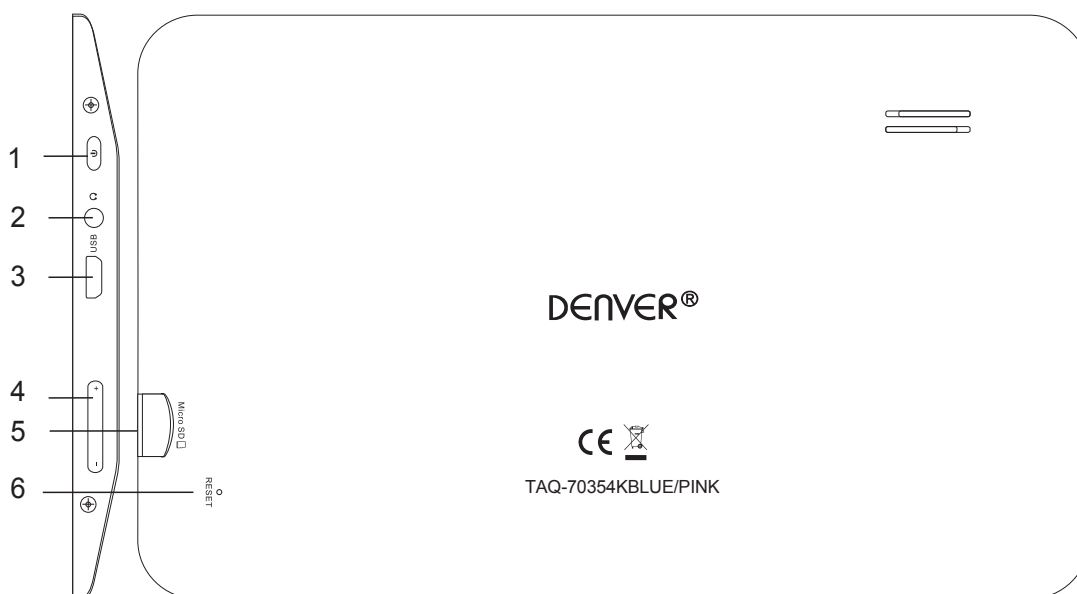 1
2
USB
3
DENVER®
4
+
-
Micro SD
5
CE
6
RESET
TAQ-70354KBLUE/PINK